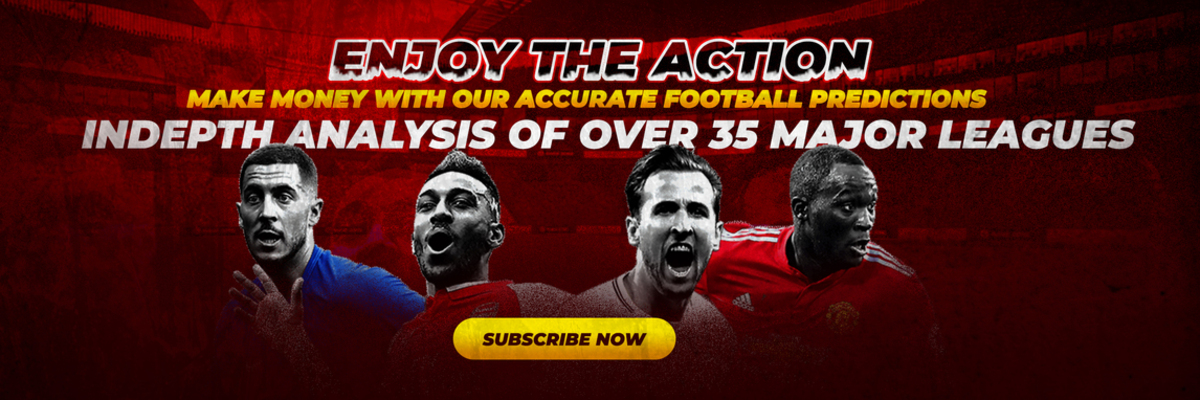 ENJOY THE ACTION
MAKE MONEY WITH OUR ACCURATE FOOTBALL PREDICTIONS
INDEPTH ANALYSIS OF OVER 35 MAJOR LEAGUES
SUBSCRIBE NOW